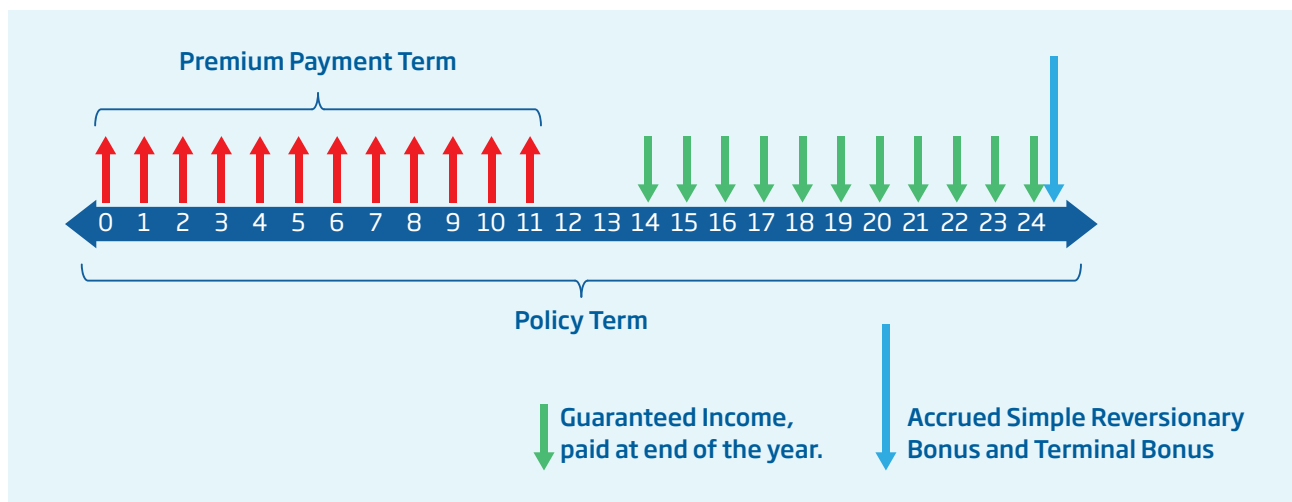 Premium Payment Term
0 1 2 3 4 5 6 7 8 9 10 11 12 13 14 15 16 17 18 19 20 21 22 23 24
Policy Term
Guaranteed Income,
paid at end of the year.
Accrued Simple Reversionary
Bonus and Terminal Bonus